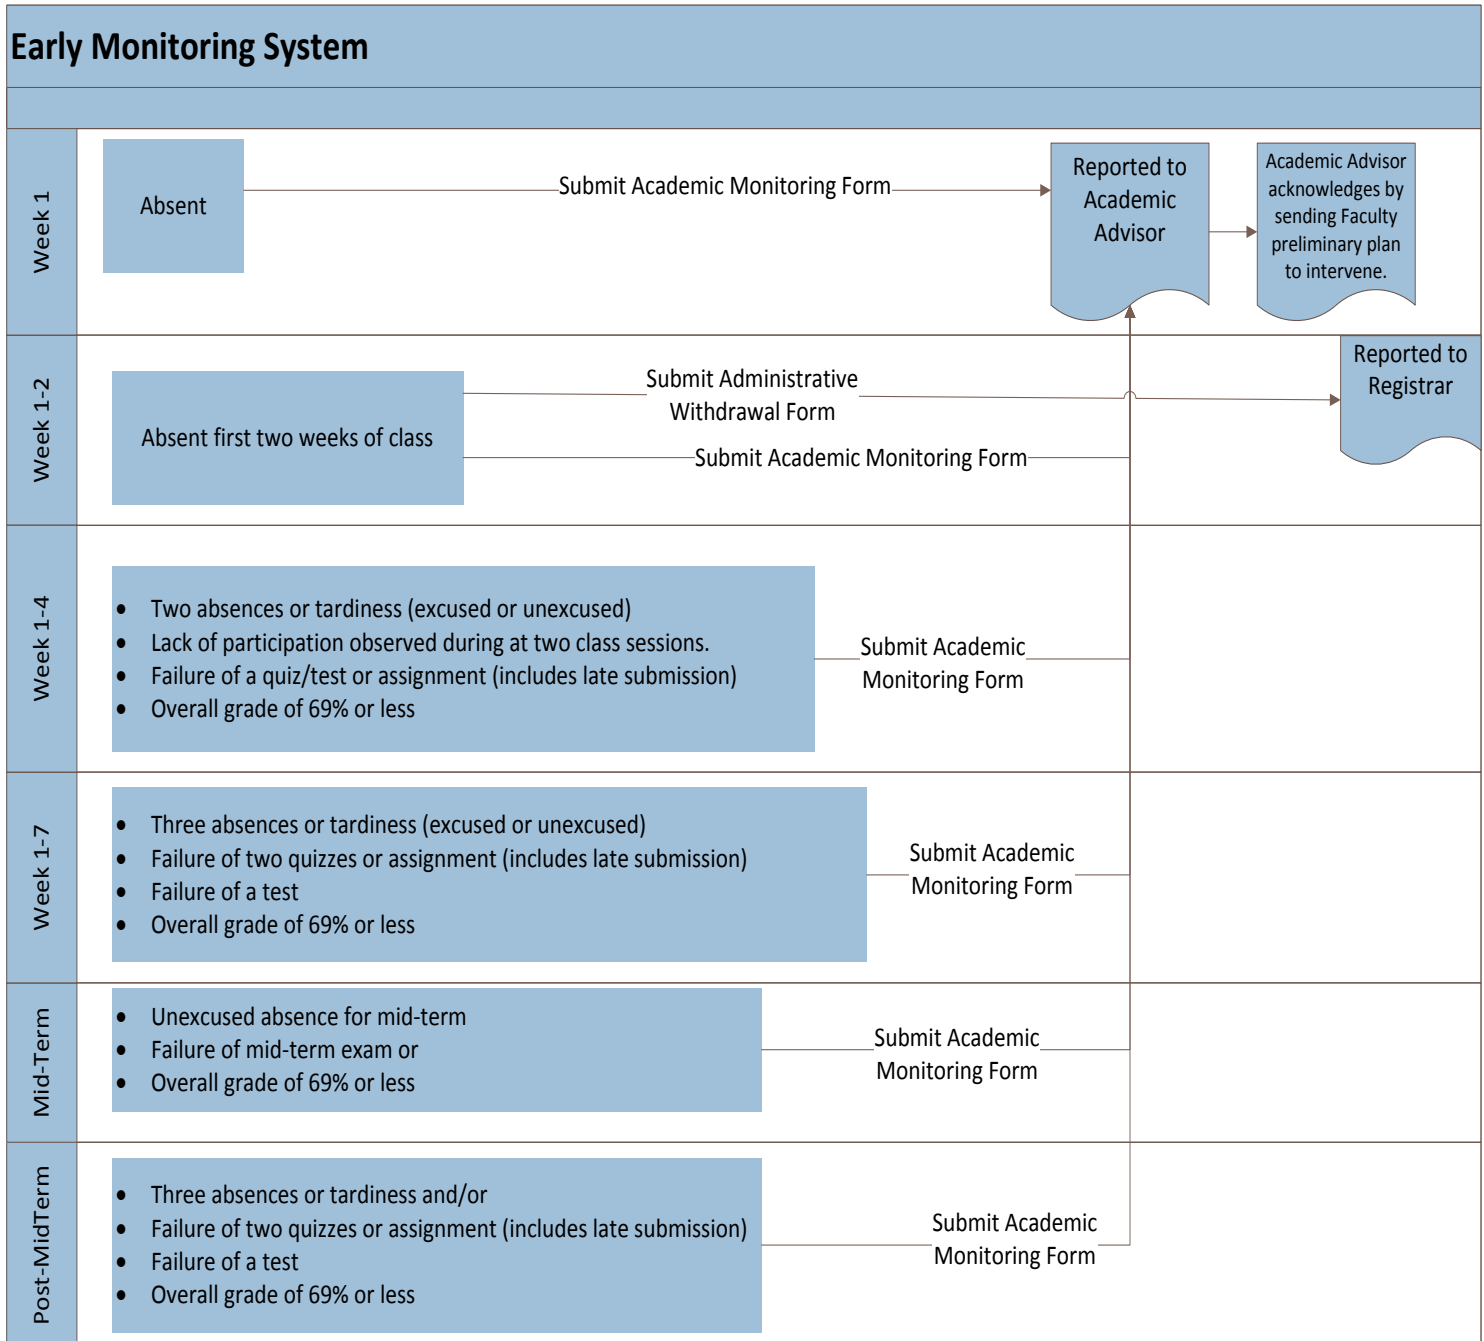 Early Monitoring System
Week 1
Absent
Submit Academic Monitoring Form
Reported to
Academic
Advisor
Academic Advisor
acknowledges by
sending Faculty
preliminary plan
to intervene.
Week 1-2
Absent first two weeks of class
Submit Administrative
Withdrawal Form
Submit Academic Monitoring Form
Reported to
Registrar
Week 1-4
• Two absences or tardiness (excused or unexcused)
• Lack of participation observed during at two class sessions.
• Failure of a quiz/test or assignment (includes late submission)
• Overall grade of 69% or less
Submit Academic
Monitoring Form
Week 1-7
• Three absences or tardiness (excused or unexcused)
• Failure of two quizzes or assignment (includes late submission)
• Failure of a test
• Overall grade of 69% or less
Submit Academic
Monitoring Form
Mid-Term
• Unexcused absence for mid-term
• Failure of mid-term exam or
• Overall grade of 69% or less
Submit Academic
Monitoring Form
Post-MidTerm
• Three absences or tardiness and/or
• Failure of two quizzes or assignment (includes late submission)
• Failure of a test
• Overall grade of 69% or less
Submit Academic
Monitoring Form